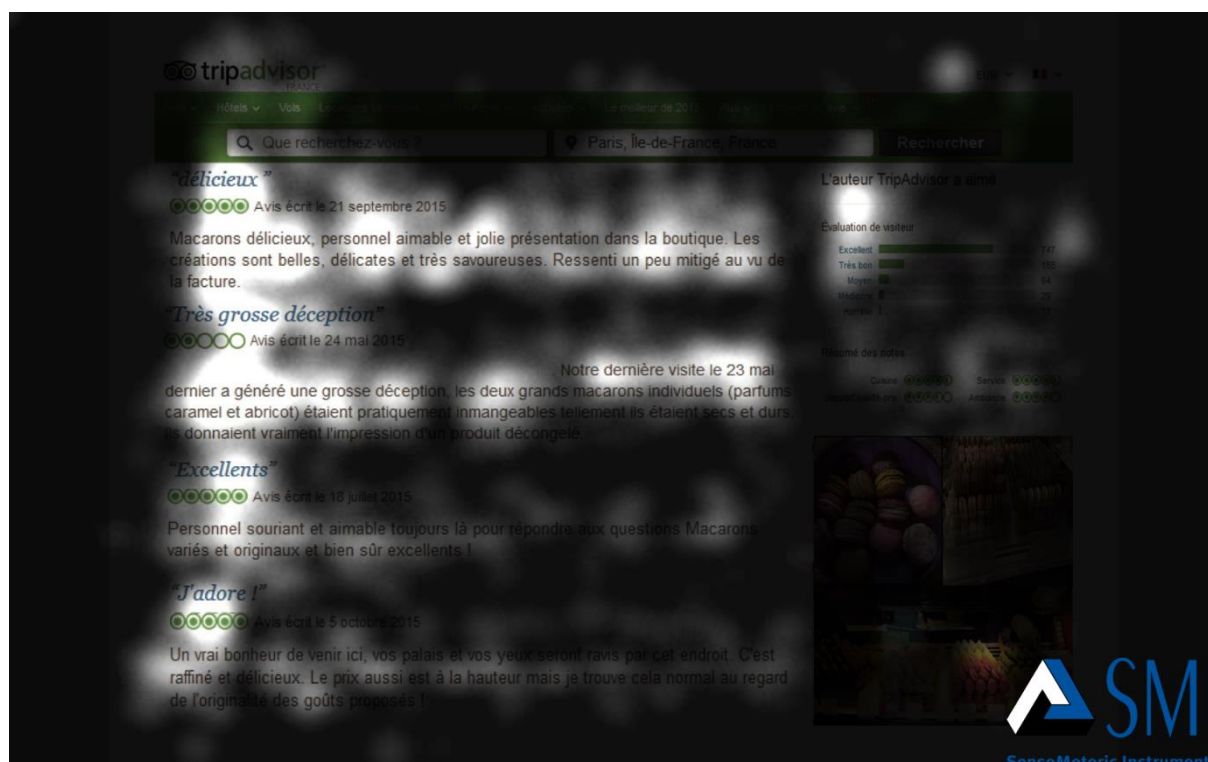 tripadvisor
FRANCE
Hôtels Vols Le meilleur de 2015
Que recherchez-vous ? Paris, Île-de-France, France Rechercher
"délicieux "
Avis écrit le 21 septembre 2015
Macarons délicieux, personnel aimable et jolie présentation dans la boutique. Les
créations sont belles, délicates et très savoureuses. Ressenti un peu mitigé au vu de
la facture.
"Très grosse déception"
Avis écrit le 24 mai 2015
. Notre dernière visite le 23 mai
dernier a généré une grosse déception, les deux grands macarons individuels (parfums
caramel et abricot) étaient pratiquement inmangeables tellement ils étaient secs et durs,
ils donnaient vraiment l'impression d'un produit décongelé
"Excellents"
Avis écrit le 18 juillet 2015
Personnel souriant et aimable toujours là pour répondre aux questions Macarons
variés et originaux et bien sûr excellents !
"J'adore !"
Avis écrit le 5 octobre 2015
Un vrai bonheur de venir ici, vos palais et vos yeux seront ravis par cet endroit. C'est
raffiné et délicieux. Le prix aussi est à la hauteur mais je trouve cela normal au regard
de l'originalité des goûts proposés !
EUR
L'auteur TripAdvisor a aimé
Évaluation de visiteur
Excellent 747
Très bon
Moyen 64
Médiocre
Horrible
Résumé des notes
Cuisine Service
Rapport qualité-prix Ambiance
SM
SensoMotoric Instrument